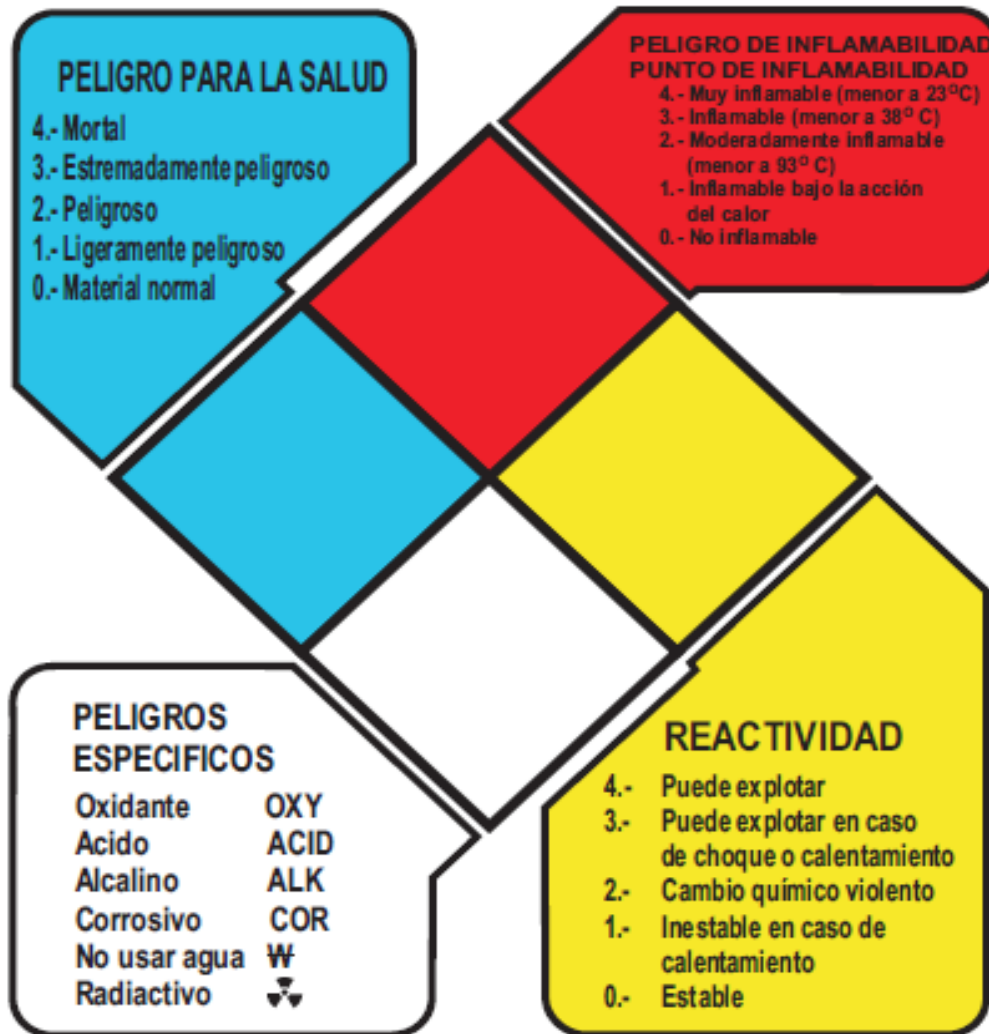 PELIGRO PARA LA SALUD
4.- Mortal
3.- Estremadamente peligroso
2.- Peligroso
1.- Ligeramente peligroso
0.- Material normal
PELIGRO DE INFLAMABILIDAD
PUNTO DE INFLAMABILIDAD
4.- Muy inflamable (menor a 23°C)
3.- Inflamable (menor a 38° C)
2.- Moderadamente inflamable
(menor a 93° C)
1.- Inflamable bajo la acción
del calor
0.- No inflamable
PELIGROS
ESPECIFICOS
Oxidante OXY
Acido ACID
Alcalino ALK
Corrosivo COR
No usar agua W̶
Radiactivo ☢
REACTIVIDAD
4.- Puede explotar
3.- Puede explotar en caso
de choque o calentamiento
2.- Cambio químico violento
1.- Inestable en caso de
calentamiento
0.- Estable